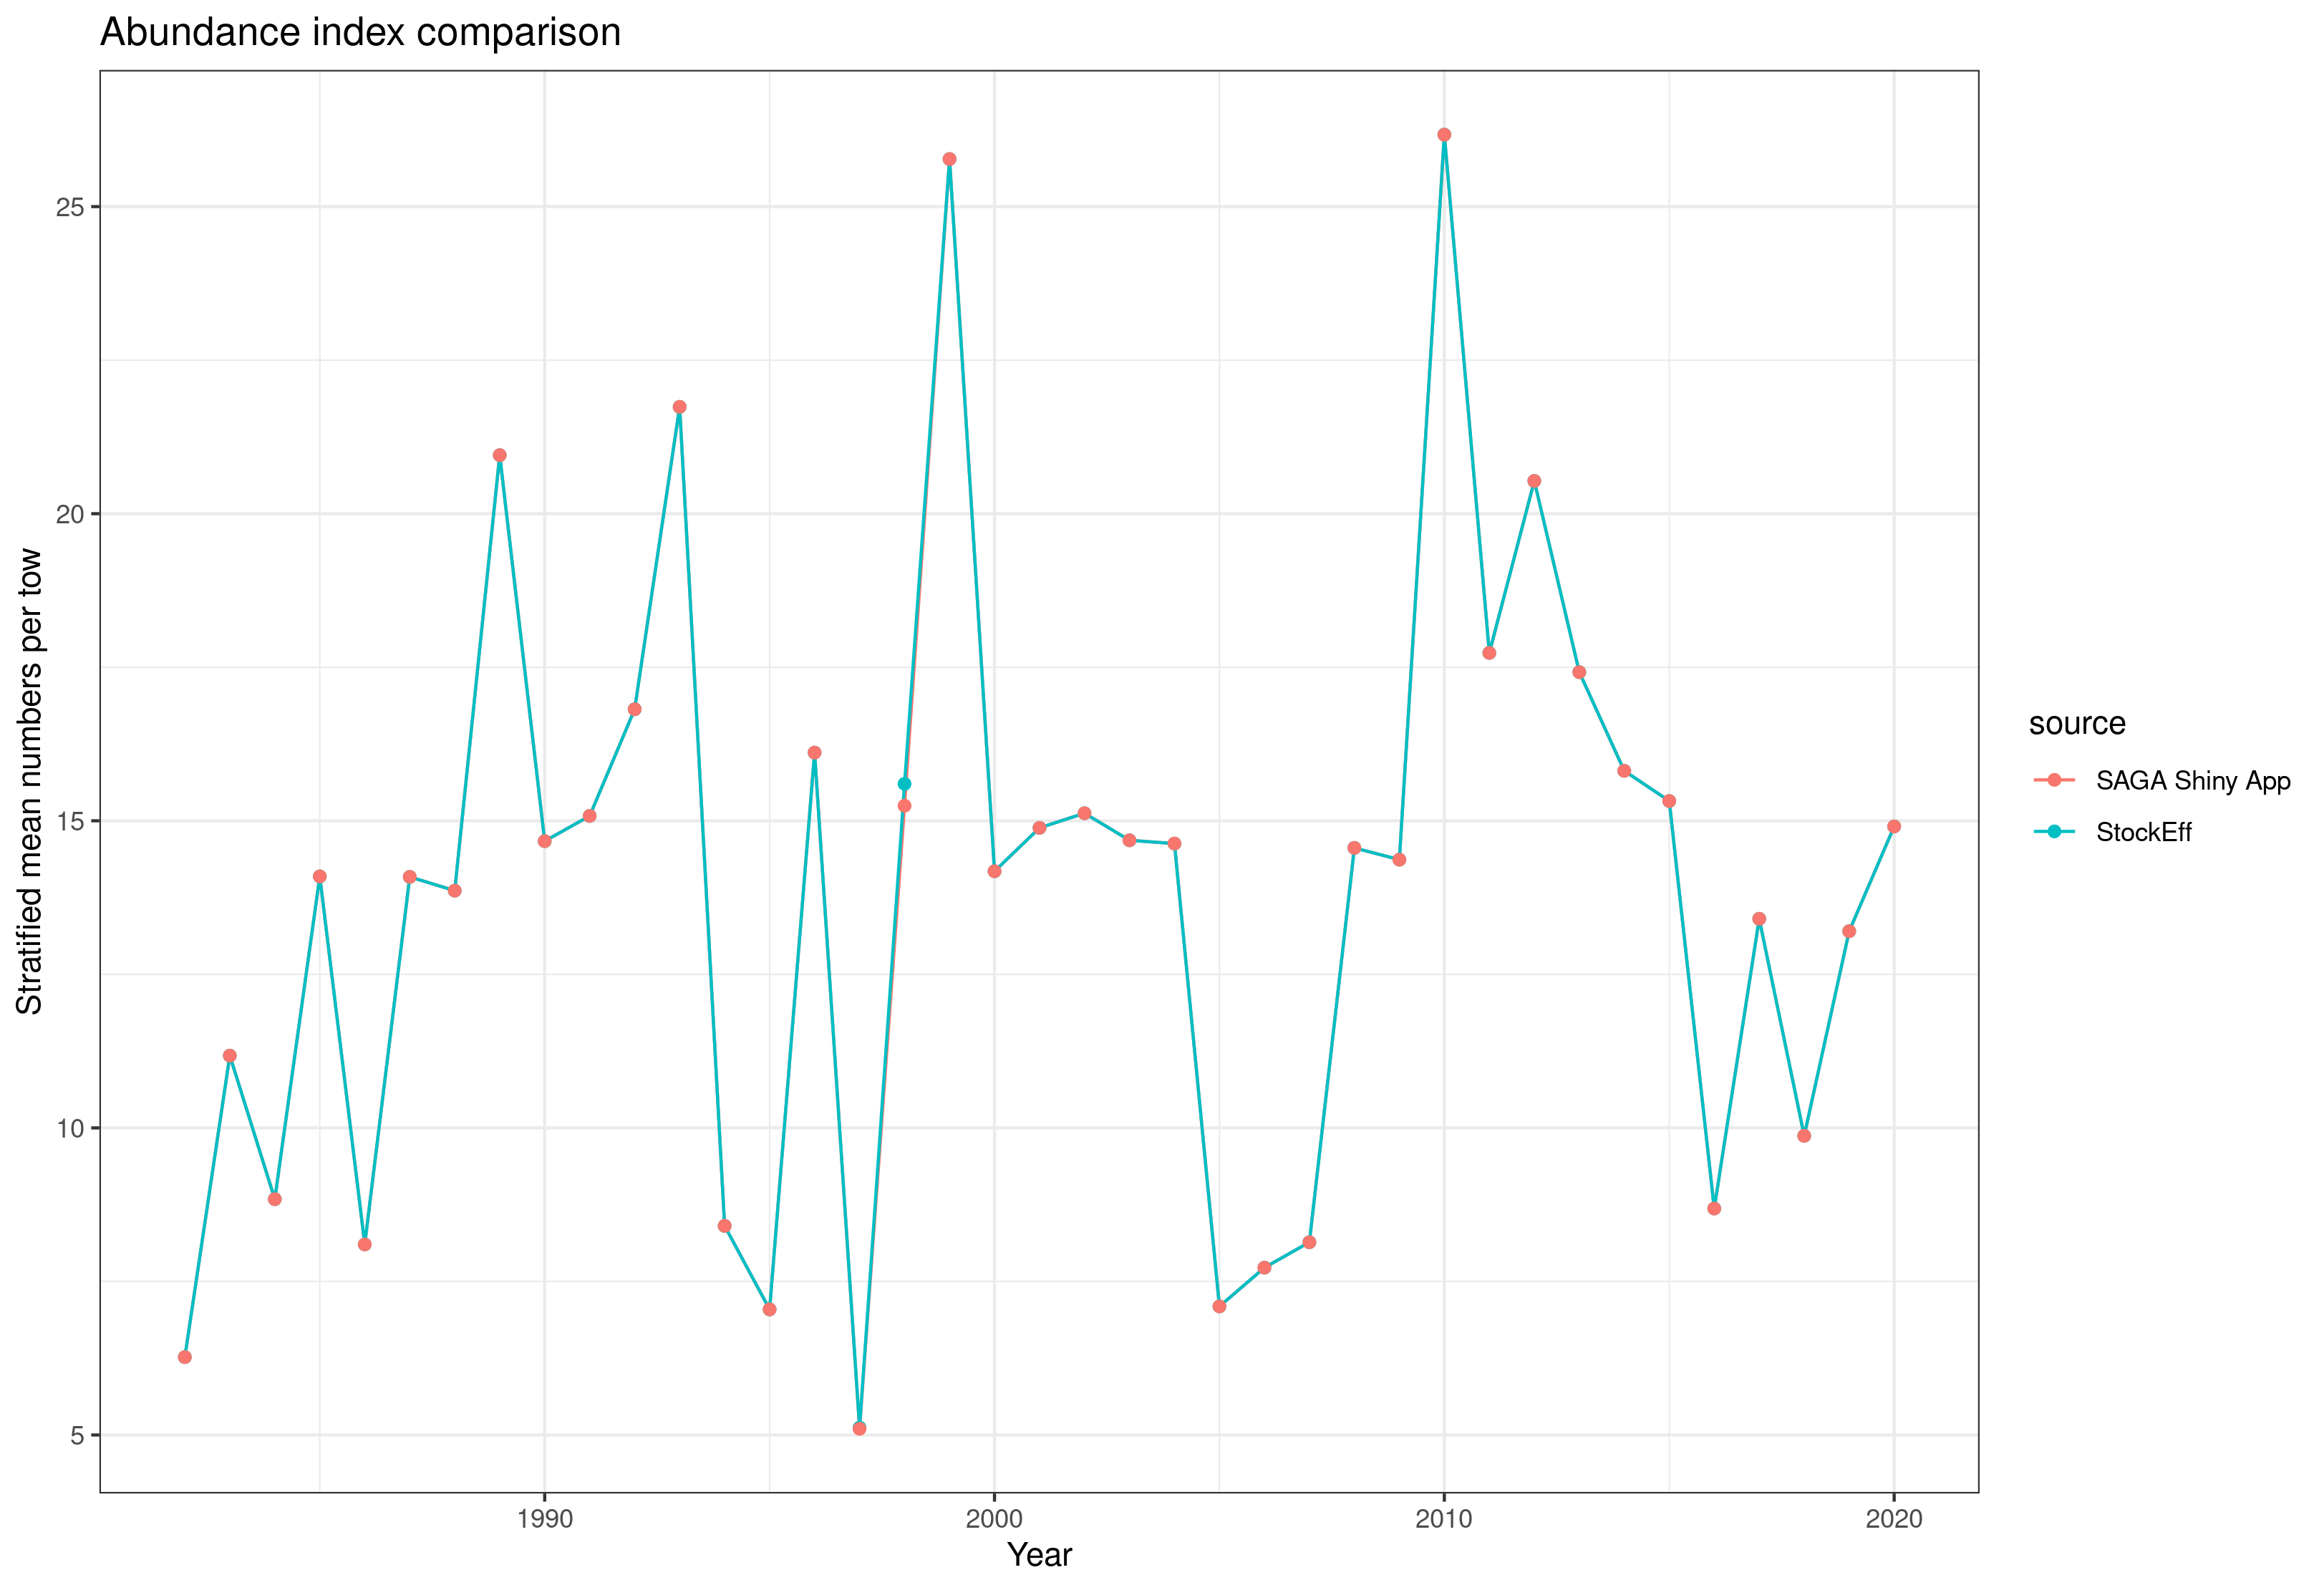 Abundance index comparison
Stratified mean numbers per tow
25
20
15
10
5
1990
2000
2010
2020
Year
source
SAGA Shiny App
StockEff